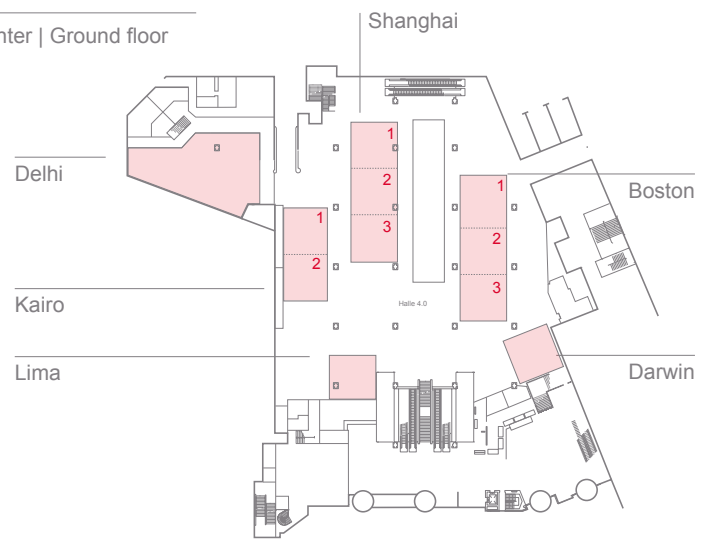 Shanghai
nter | Ground floor
1
2
3
Delhi
1
2
3
Boston
1
2
Kairo
Halle 4.0
Lima
Darwin